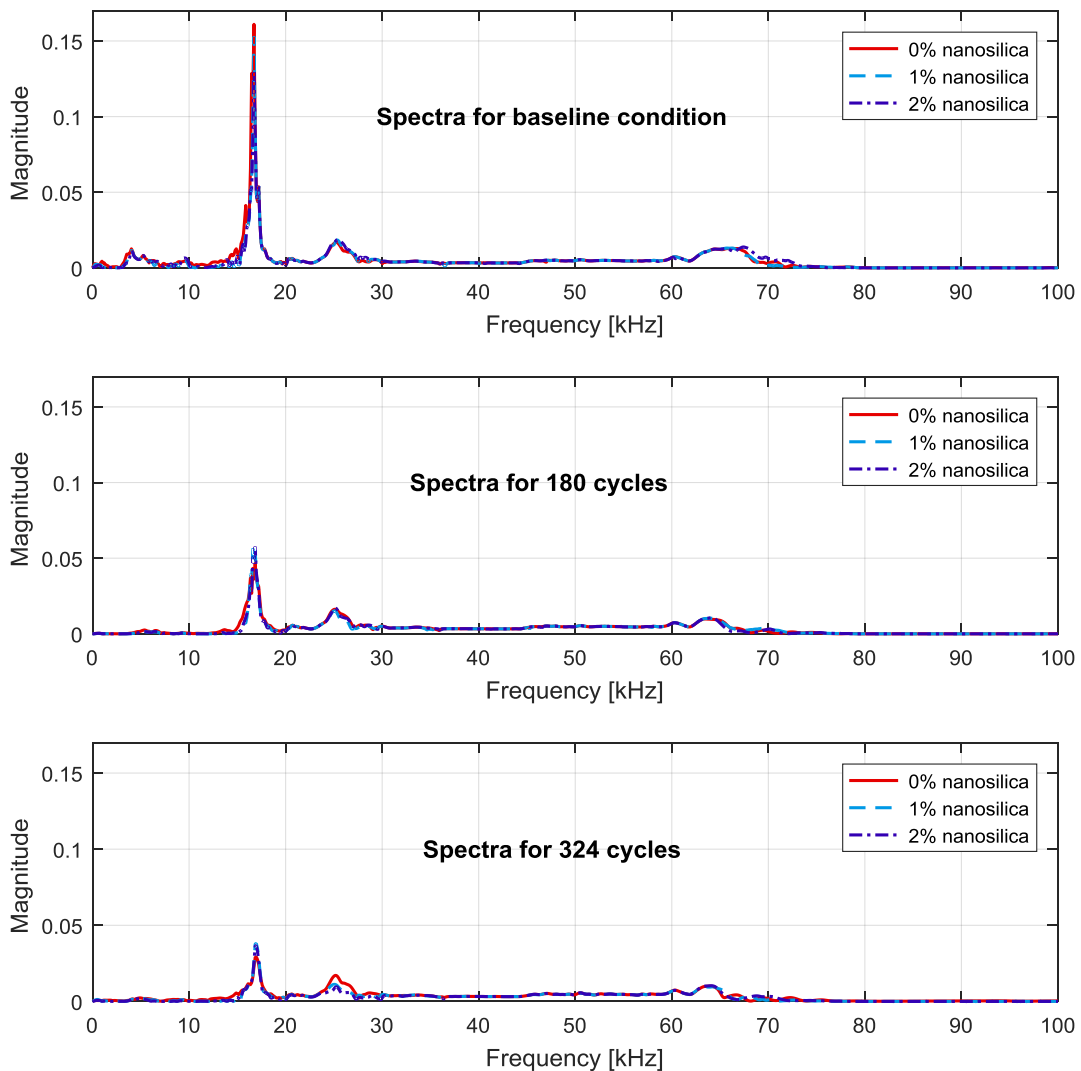 0.15
0.1
0.05
0
Magnitude
Spectra for baseline condition
0% nanosilica
1% nanosilica
2% nanosilica
0 10 20 30 40 50 60 70 80 90 100
Frequency [kHz]
0.15
0.1
0.05
0
Magnitude
Spectra for 180 cycles
0% nanosilica
1% nanosilica
2% nanosilica
0 10 20 30 40 50 60 70 80 90 100
Frequency [kHz]
0.15
0.1
0.05
0
Magnitude
Spectra for 324 cycles
0% nanosilica
1% nanosilica
2% nanosilica
0 10 20 30 40 50 60 70 80 90 100
Frequency [kHz]